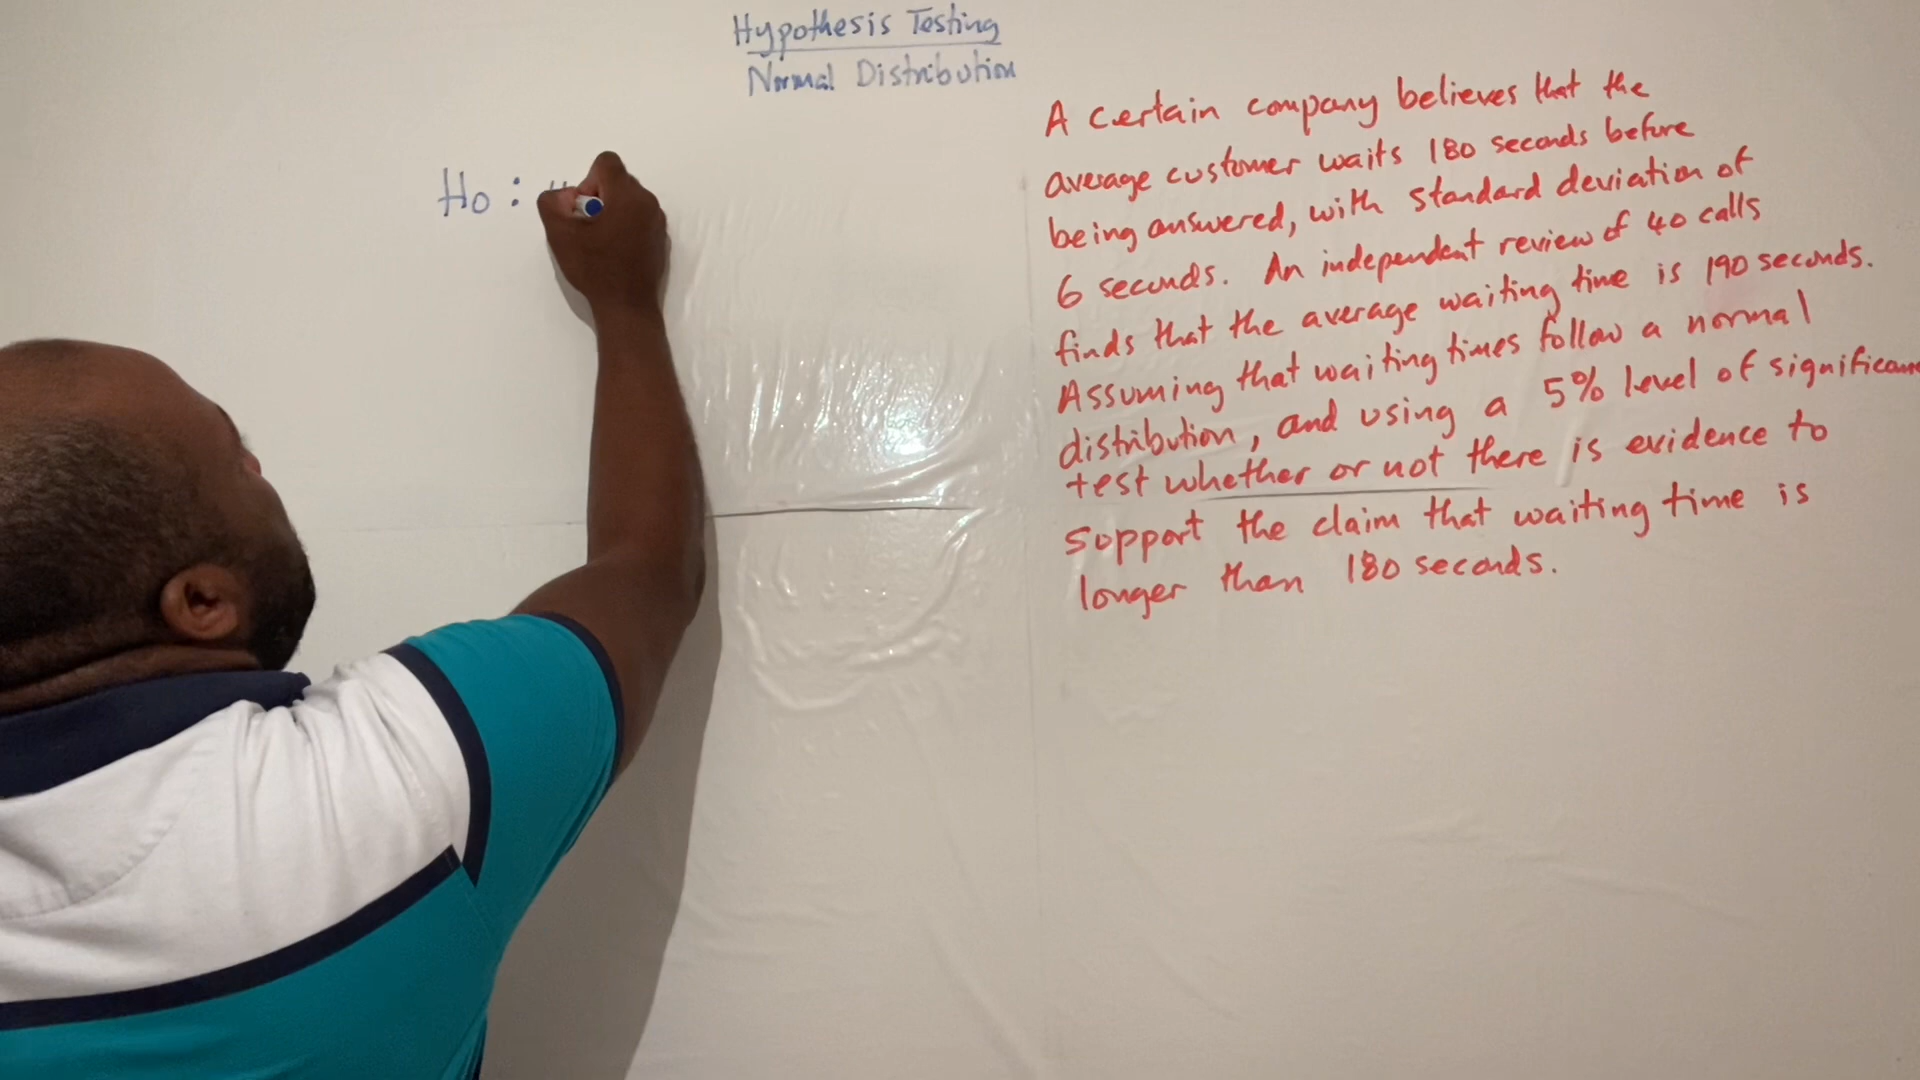 Hypothesis Testing
Normal Distribution
Ho :
A certain company believes that the
average customer waits 180 seconds before
being answered, with standard deviation of
6 seconds. An independent review of 40 calls
finds that the average waiting time is 190 seconds.
Assuming that waiting times follow a normal
distribution, and using a 5% level of significance
test whether or not there is evidence to
support the claim that waiting time is
longer than 180 seconds.